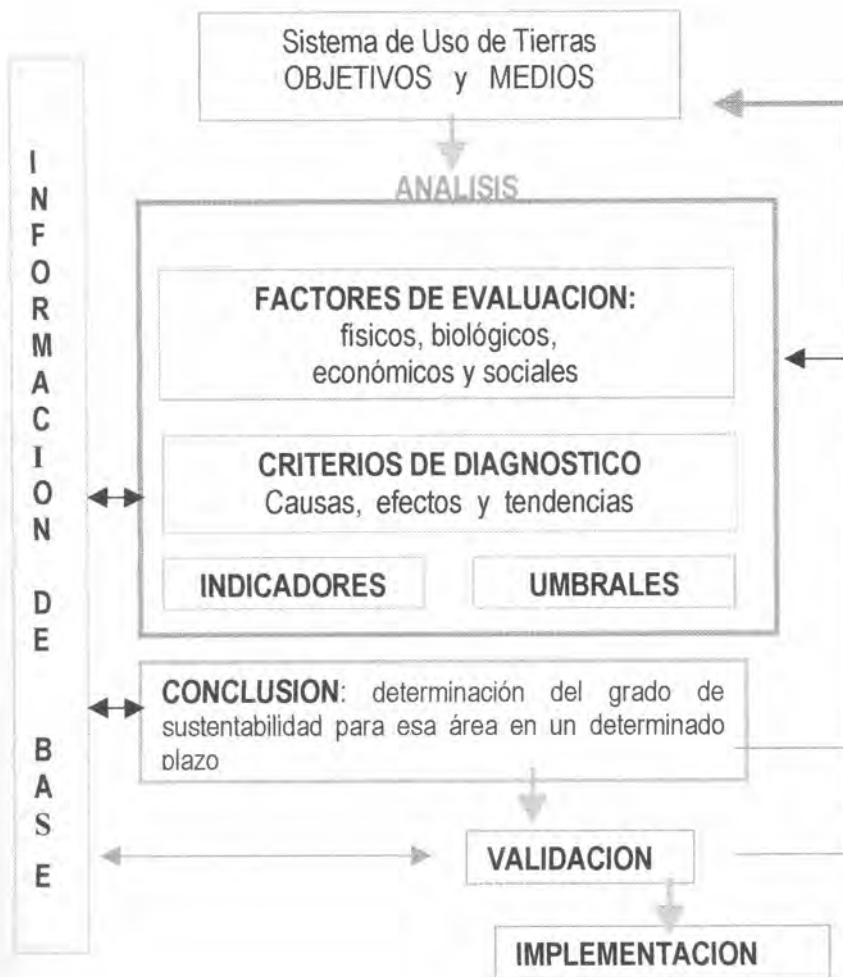 Sistema de Uso de Tierras
OBJETIVOS y MEDIOS
INFORMACION DE BASE
ANALISIS
FACTORES DE EVALUACION:
físicos, biológicos,
económicos y sociales
CRITERIOS DE DIAGNOSTICO
Causas, efectos y tendencias
INDICADORES
UMBRALES
CONCLUSION: determinación del grado de
sustentabilidad para esa área en un determinado
plazo
VALIDACION
IMPLEMENTACION